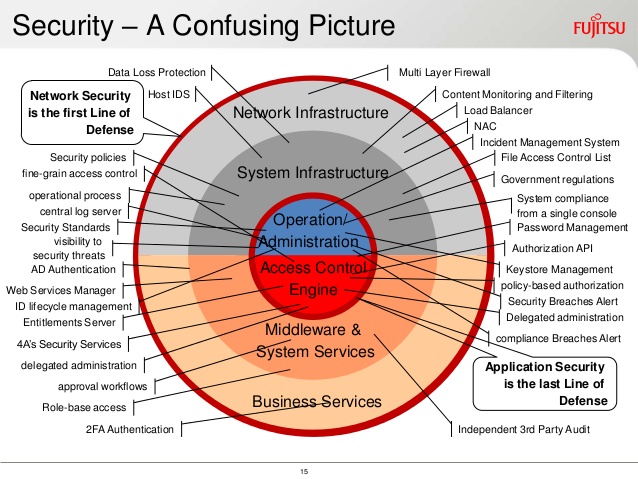 Security – A Confusing Picture
FUJITSU
Data Loss Protection
Multi Layer Firewall
Network Security
is the first Line of
Defense
Host IDS
Content Monitoring and Filtering
Network Infrastructure
Load Balancer
NAC
Incident Management System
Security policies
File Access Control List
fine-grain access control
System Infrastructure
Government regulations
operational process
System compliance
from a single console
central log server
Operation/
Administration
Security Standards
Password Management
visibility to
security threats
Authorization API
AD Authentication
Access Control
Engine
Keystore Management
Web Services Manager
policy-based authorization
ID lifecycle management
Security Breaches Alert
Entitlements Server
Delegated administration
Middleware &
System Services
4A's Security Services
compliance Breaches Alert
delegated administration
Application Security
is the last Line of
Defense
approval workflows
Role-base access
Business Services
2FA Authentication
Independent 3rd Party Audit
15